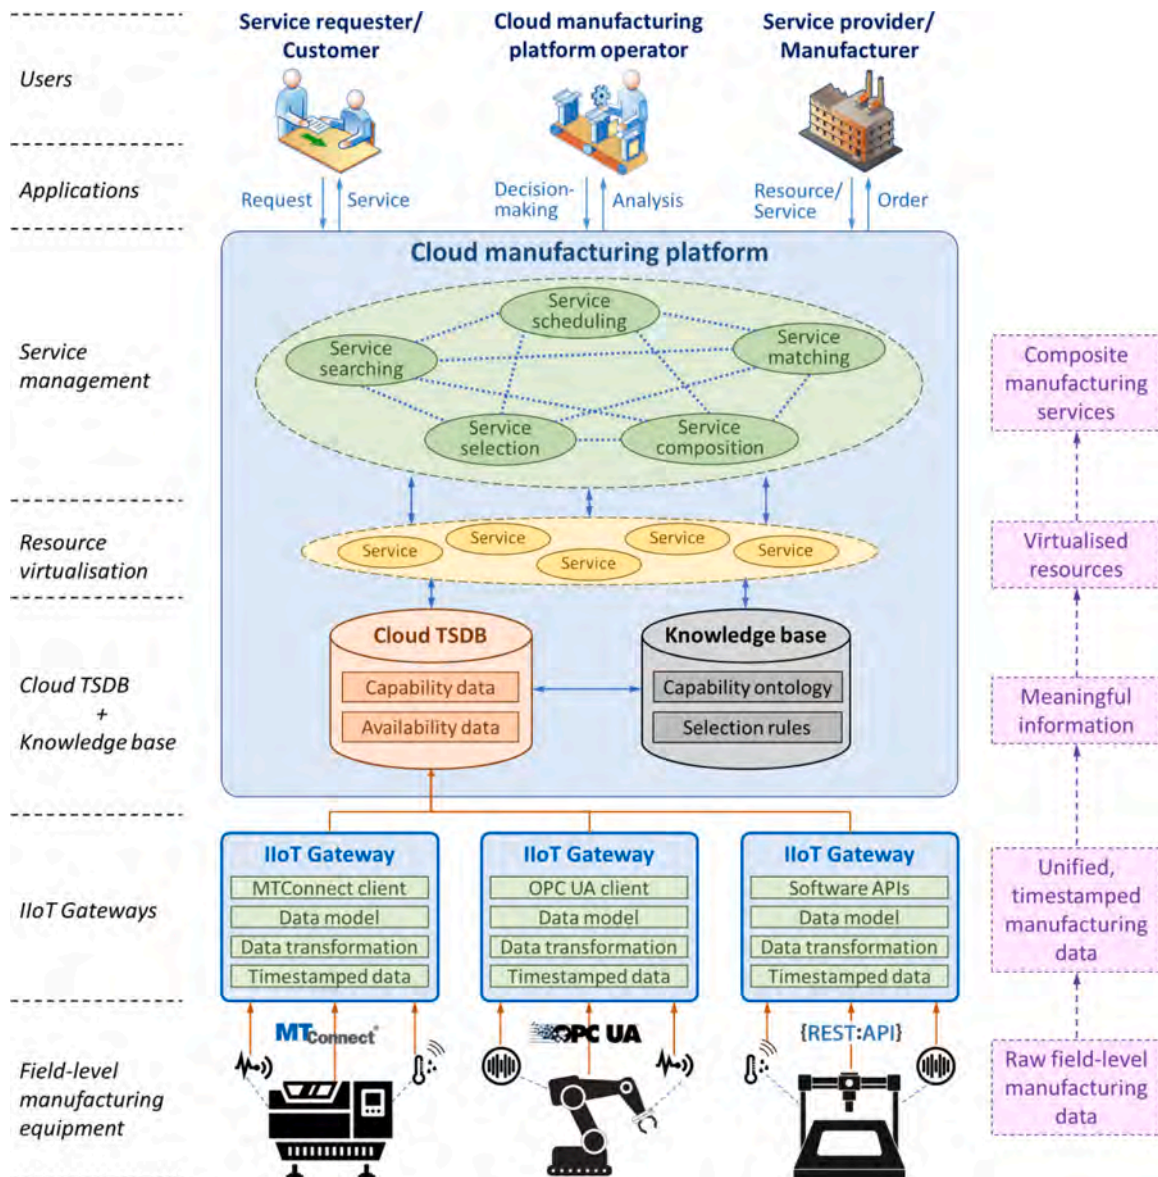 Service requester/
Customer
Cloud manufacturing
platform operator
Service provider/
Manufacturer
Users
Applications
Request
Service
Decision-
making
Analysis
Resource/
Service
Order
Cloud manufacturing platform
Service
management
Service
scheduling
Service
searching
Service
matching
Service
selection
Service
composition
Composite
manufacturing
services
Resource
virtualisation
Service
Service
Service
Service
Service
Virtualised
resources
Cloud TSDB
+
Knowledge base
Cloud TSDB
Capability data
Availability data
Knowledge base
Capability ontology
Selection rules
Meaningful
information
IIoT Gateways
IIoT Gateway
MTConnect client
Data model
Data transformation
Timestamped data
IIoT Gateway
OPC UA client
Data model
Data transformation
Timestamped data
IIoT Gateway
Software APIs
Data model
Data transformation
Timestamped data
Unified,
timestamped
manufacturing
data
Field-level
manufacturing
equipment
MTConnect®
OPC UA
{REST:API}
Raw field-level
manufacturing
data